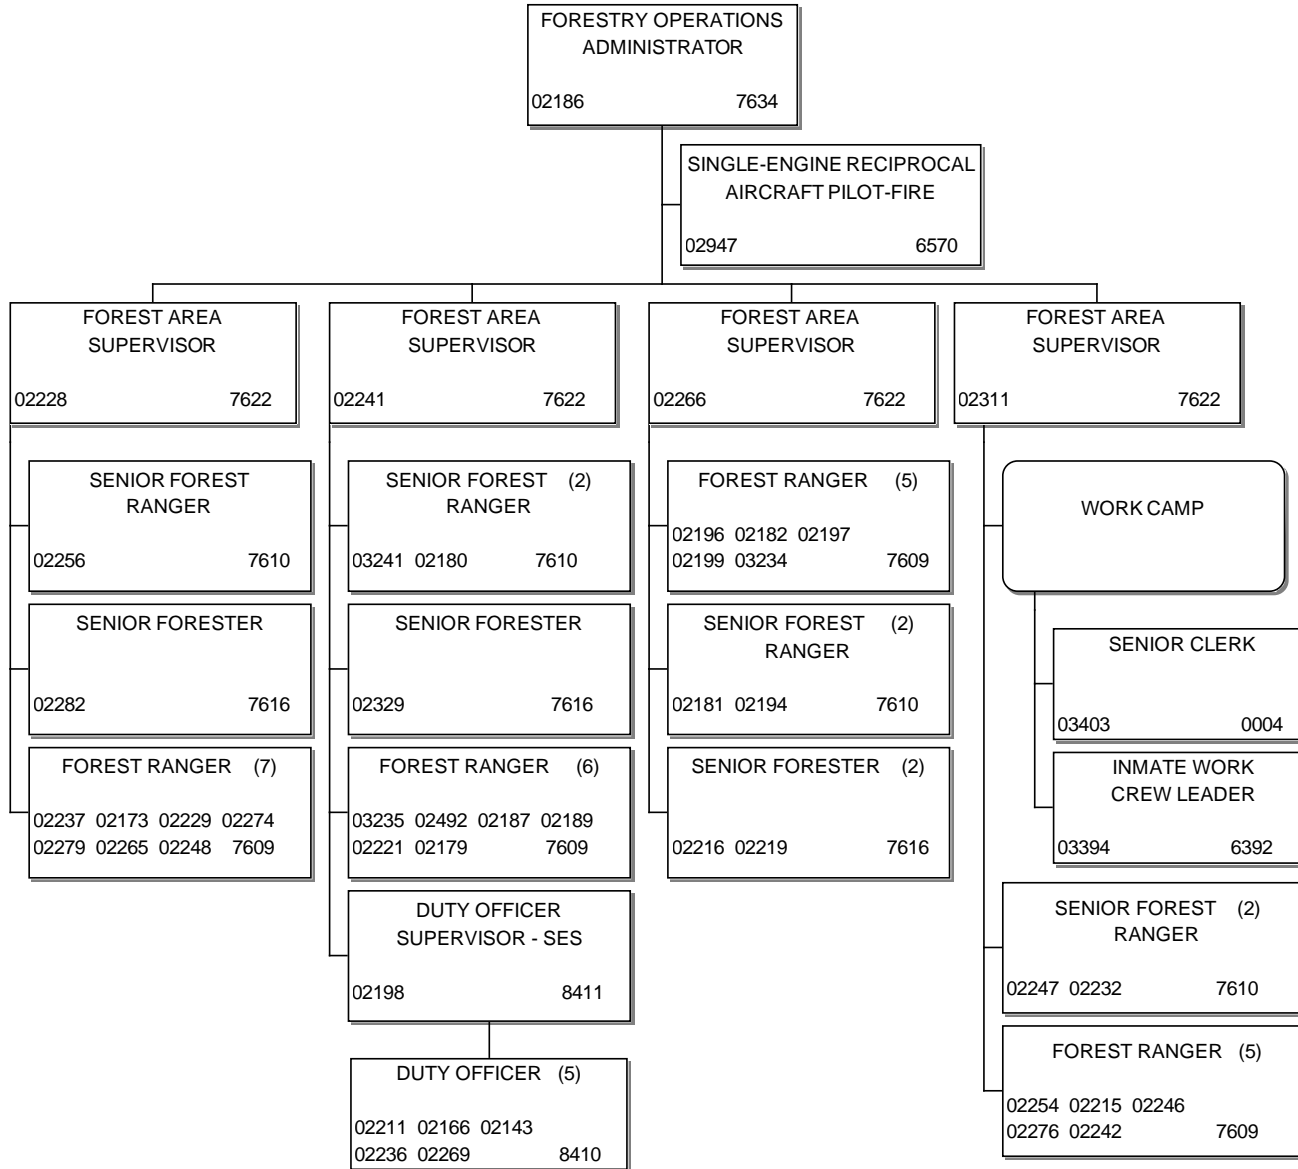 FORESTRY OPERATIONS
ADMINISTRATOR
02186 7634
SINGLE-ENGINE RECIPROCAL
AIRCRAFT PILOT-FIRE
02947 6570
FOREST AREA
SUPERVISOR
02228 7622
SENIOR FOREST
RANGER
02256 7610
SENIOR FORESTER
02282 7616
FOREST RANGER (7)
02237 02173 02229 02274
02279 02265 02248 7609
FOREST AREA
SUPERVISOR
02241 7622
SENIOR FOREST (2)
RANGER
03241 02180 7610
SENIOR FORESTER
02329 7616
FOREST RANGER (6)
03235 02492 02187 02189
02221 02179 7609
DUTY OFFICER
SUPERVISOR - SES
02198 8411
DUTY OFFICER (5)
02211 02166 02143
02236 02269 8410
FOREST AREA
SUPERVISOR
02266 7622
FOREST RANGER (5)
02196 02182 02197
02199 03234 7609
SENIOR FOREST (2)
RANGER
02181 02194 7610
SENIOR FORESTER (2)
02216 02219 7616
FOREST AREA
SUPERVISOR
02311 7622
WORK CAMP
SENIOR CLERK
03403 0004
INMATE WORK
CREW LEADER
03394 6392
SENIOR FOREST (2)
RANGER
02247 02232 7610
FOREST RANGER (5)
02254 02215 02246
02276 02242 7609